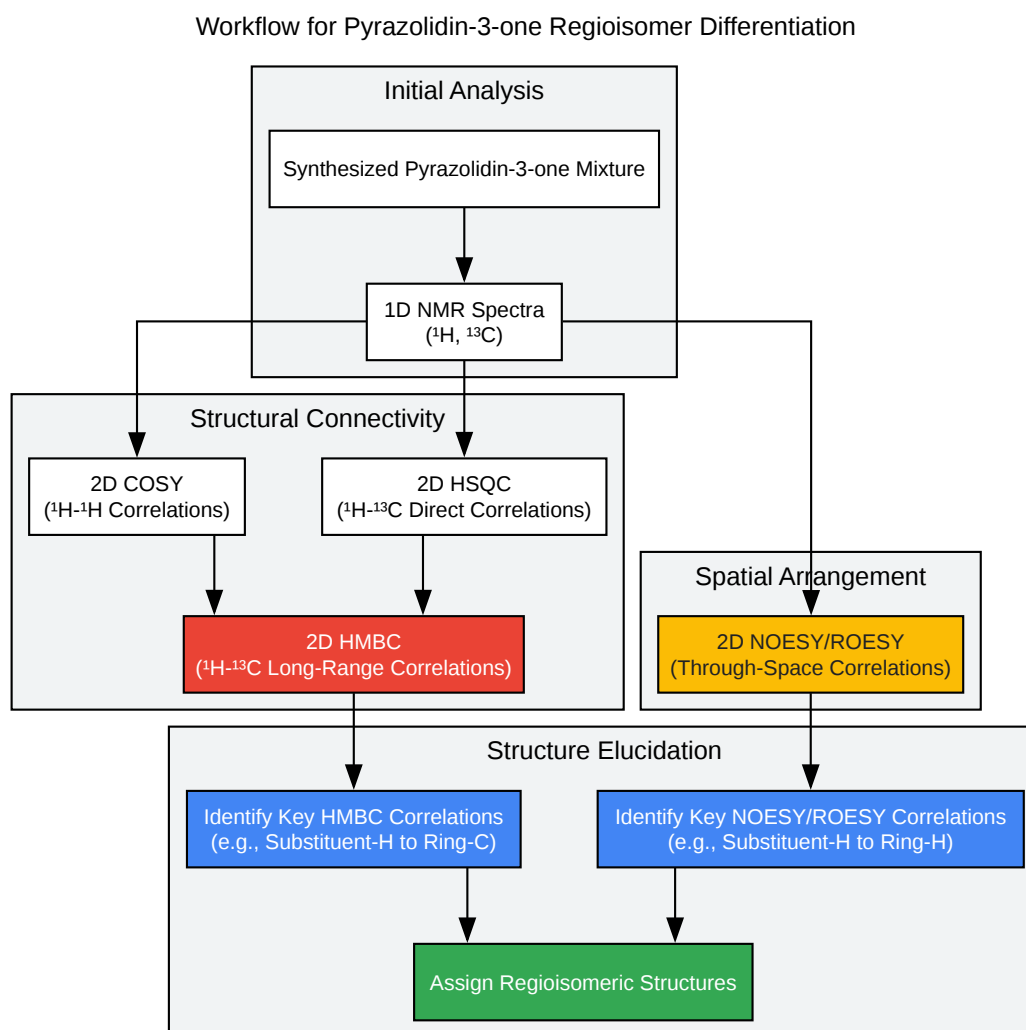 Workflow for Pyrazolidin-3-one Regioisomer Differentiation
Initial Analysis
Synthesized Pyrazolidin-3-one Mixture
1D NMR Spectra
(¹H, ¹³C)
Structural Connectivity
2D COSY
(¹H-¹H Correlations)
2D HSQC
(¹H-¹³C Direct Correlations)
2D HMBC
(¹H-¹³C Long-Range Correlations)
Spatial Arrangement
2D NOESY/ROESY
(Through-Space Correlations)
Structure Elucidation
Identify Key HMBC Correlations
(e.g., Substituent-H to Ring-C)
Identify Key NOESY/ROESY Correlations
(e.g., Substituent-H to Ring-H)
Assign Regioisomeric Structures